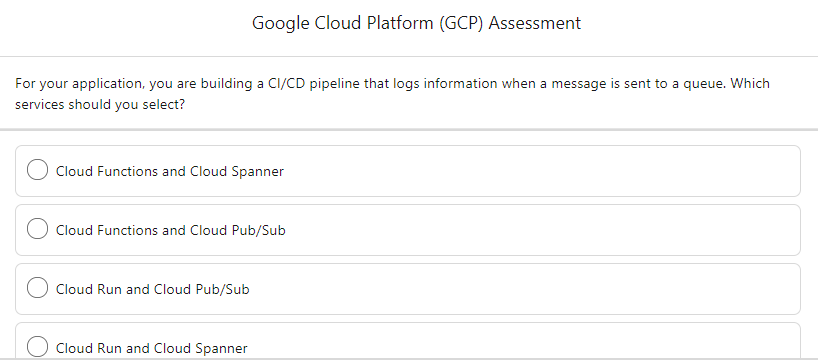 Google Cloud Platform (GCP) Assessment
For your application, you are building a CI/CD pipeline that logs information when a message is sent to a queue. Which
services should you select?
Cloud Functions and Cloud Spanner
Cloud Functions and Cloud Pub/Sub
Cloud Run and Cloud Pub/Sub
Cloud Run and Cloud Spanner